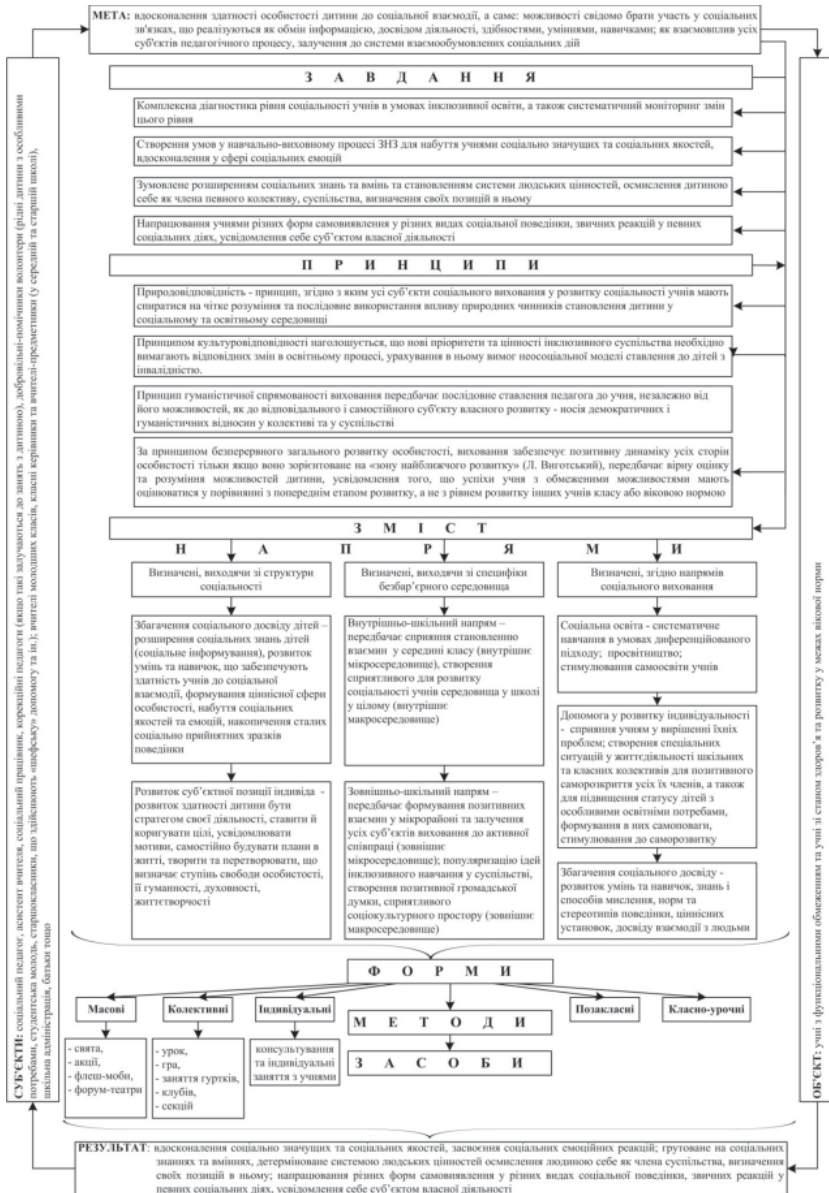 МЕТА: вдосконалення здатності особистості дитини до соціальної взаємодії, а саме: можливості свідомо брати участь у соціальних
зв'язках, що реалізуються як обмін інформацією, досвідом діяльності, здібностями, уміннями, навичками; як взаємовплив усіх
суб'єктів педагогічного процесу, залучення до системи взаємообумовлених соціальних дій
СУБ'ЄКТИ: соціальний педагог, асистент вчителя, соціальний працівник, корекційні педагоги (якщо такі залучаються до занять з дитиною), добровільні-помічники волонтери (рідні дитини з особливими
потребами, студентська молодь, старшокласники, що здійснюють «шефську» допомогу та ін.); вчителі молодших класів, класні керівники та вчителі-предметники (у середній та старшій школі),
шкільна адміністрація, батьки тощо
ЗАВДАННЯ
Комплексна діагностика рівня соціальності учнів в умовах інклюзивної освіти, а також систематичний моніторинг змін
цього рівня
Створення умов у навчально-виховному процесі ЗНЗ для набуття учнями соціально значущих та соціальних якостей,
вдосконалення у сфері соціальних емоцій
Зумовлене розширенням соціальних знань та вмінь та становленням системи людських цінностей, осмислення дитиною
себе як члена певного колективу, суспільства, визначення своїх позицій в ньому
Напрацювання учнями різних форм самовиявлення у різних видах соціальної поведінки, звичних реакцій у певних
соціальних діях, усвідомлення себе суб'єктом власної діяльності
ПРИНЦИПИ
Природовідповідність - принцип, згідно з яким усі суб'єкти соціального виховання у розвитку соціальності учнів мають
спиратися на чітке розуміння та послідовне використання впливу природних чинників становлення дитини у
соціальному та освітньому середовищі
Принципом культуровідповідності наголошується, що нові пріоритети та цінності інклюзивного суспільства необхідно
вимагають відповідних змін в освітньому процесі, урахування в ньому вимог неосоціальної моделі ставлення до дітей з
інвалідністю.
Принцип гуманістичної спрямованості виховання передбачає послідовне ставлення педагога до учня, незалежно від
його можливостей, як до відповідального і самостійного суб'єкту власного розвитку - носія демократичних і
гуманістичних відносин у колективі та у суспільстві
За принципом безперервного загального розвитку особистості, виховання забезпечує позитивну динаміку усіх сторін
особистості тільки якщо воно зорієнтоване на «зону найближчого розвитку» (Л. Виготський), передбачає вірну оцінку
та розуміння можливостей дитини, усвідомлення того, що успіхи учня з обмеженими можливостями мають
оцінюватися у порівнянні з попереднім етапом розвитку, а не з рівнем розвитку інших учнів класу або віковою нормою
ЗМІСТ
НАПРЯМИ
Визначені, виходячи зі структури
соціальності
Збагачення соціального досвіду дітей –
розширення соціальних знань дітей
(соціальне інформування), розвиток
умінь та навичок, що забезпечують
здатність учнів до соціальної
взаємодії, формування ціннісної сфери
особистості, набуття соціальних
якостей та емоцій, накопичення сталих
соціально прийнятних зразків
поведінки
Розвиток суб'єктної позиції індивіда -
розвиток здатності дитини бути
стратегом своєї діяльності, ставити й
коригувати цілі, усвідомлювати
мотиви, самостійно будувати плани в
житті, творити та перетворювати, що
визначає ступінь свободи особистості,
її гуманності, духовності,
життєтворчості
Визначені, виходячи зі специфіки
безбар'єрного середовища
Внутрішньо-шкільний напрям –
передбачає сприяння становленню
взаємин у середині класу (внутрішнє
мікросередовище), створення
сприятливого для розвитку
соціальності учнів середовища у школі
у цілому (внутрішнє
макросередовище)
Зовнішньо-шкільний напрям –
передбачає формування позитивних
взаємин у мікрорайоні та залучення
усіх суб'єктів виховання до активної
співпраці (зовнішнє
мікросередовище); популяризацію ідей
інклюзивного навчання у суспільстві,
створення позитивної громадської
думки, сприятливого
соціокультурного простору (зовнішнє
макросередовище)
Визначені, згідно напрямів
соціального виховання
Соціальна освіта - систематичне
навчання в умовах диференційованого
підходу; просвітництво;
стимулювання самоосвіти учнів
Допомога у розвитку індивідуальності
- сприяння учням у вирішенні їхніх
проблем; створення спеціальних
ситуацій у життєдіяльності шкільних
та класних колективів для позитивного
саморозкриття усіх їх членів, а також
для підвищення статусу дітей з
особливими освітніми потребами,
формування в них самоповаги,
стимулювання до саморозвитку
Збагачення соціального досвіду -
розвиток умінь та навичок, знань і
способів мислення, норм та
стереотипів поведінки, ціннісних
установок, досвіду взаємодії з людьми
ФОРМИ
Масові
- свята,
- акції,
- флеш-моби,
- форум-театри
Колективні
- урок,
- гра,
- заняття гуртків,
- клубів,
- секцій
Індивідуальні
консультування
та індивідуальні
заняття з учнями
МЕТОДИ
ЗАСОБИ
Позакласні
Класно-урочні
ОБ'ЄКТ: учні з функціональними обмеженням та учні зі станом здоров'я та розвитку у межах вікової норми
РЕЗУЛЬТАТ: вдосконалення соціально значущих та соціальних якостей, засвоєння соціальних емоційних реакцій; грутоване на соціальних
знаннях та вміннях, детерміноване системою людських цінностей осмислення людиною себе як члена суспільства, визначення
своїх позицій в ньому; напрацювання різних форм самовиявлення у різних видах соціальної поведінки, звичних реакцій у
певних соціальних діях, усвідомлення себе суб'єктом власної діяльності